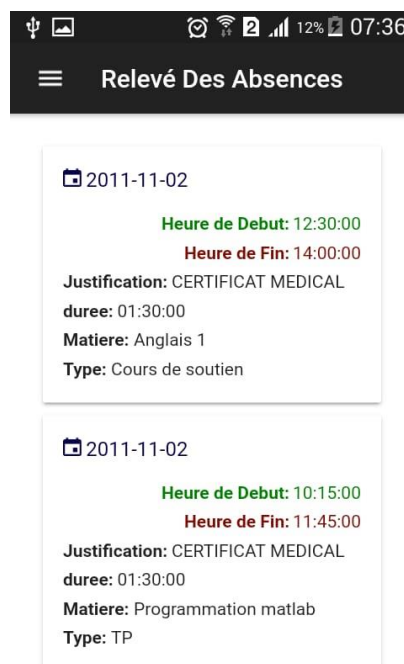 2 12% 07:36
Relevé Des Absences
2011-11-02
Heure de Debut: 12:30:00
Heure de Fin: 14:00:00
Justification: CERTIFICAT MEDICAL
duree: 01:30:00
Matiere: Anglais 1
Type: Cours de soutien
2011-11-02
Heure de Debut: 10:15:00
Heure de Fin: 11:45:00
Justification: CERTIFICAT MEDICAL
duree: 01:30:00
Matiere: Programmation matlab
Type: TP